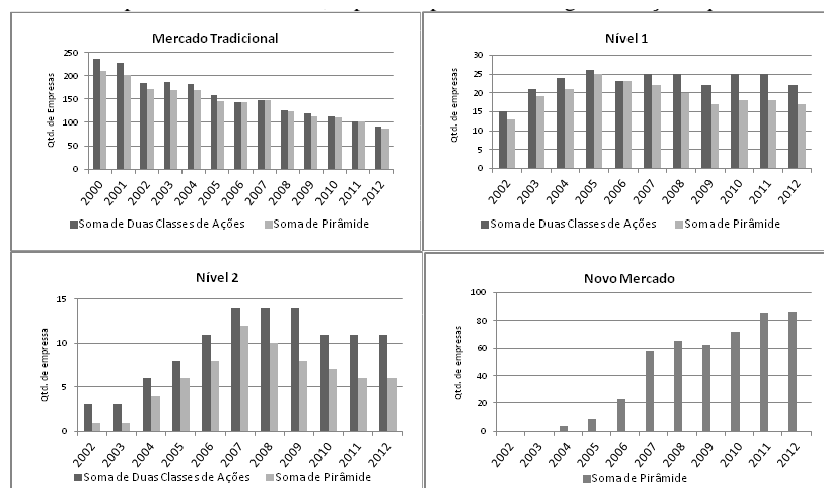 Mercado Tradicional
Qtd. de Empresas
250
200
150
100
50
0
2000 2001 2002 2003 2004 2005 2006 2007 2008 2009 2010 2011 2012
Soma de Duas Classes de Ações Soma de Pirâmide
Nível 1
Qtd. de empresas
30
25
20
15
10
5
0
2002 2003 2004 2005 2006 2007 2008 2009 2010 2011 2012
Soma de Duas Classes de Ações Soma de Pirâmide
Nível 2
Qtd. de empressa
15
10
5
0
2002 2003 2004 2005 2006 2007 2008 2009 2010 2011 2012
Soma de Duas Classes de Ações Soma de Pirâmide
Novo Mercado
Qtd. de empresas
100
80
60
40
20
0
2002 2003 2004 2005 2006 2007 2008 2009 2010 2011 2012
Soma de Pirâmide